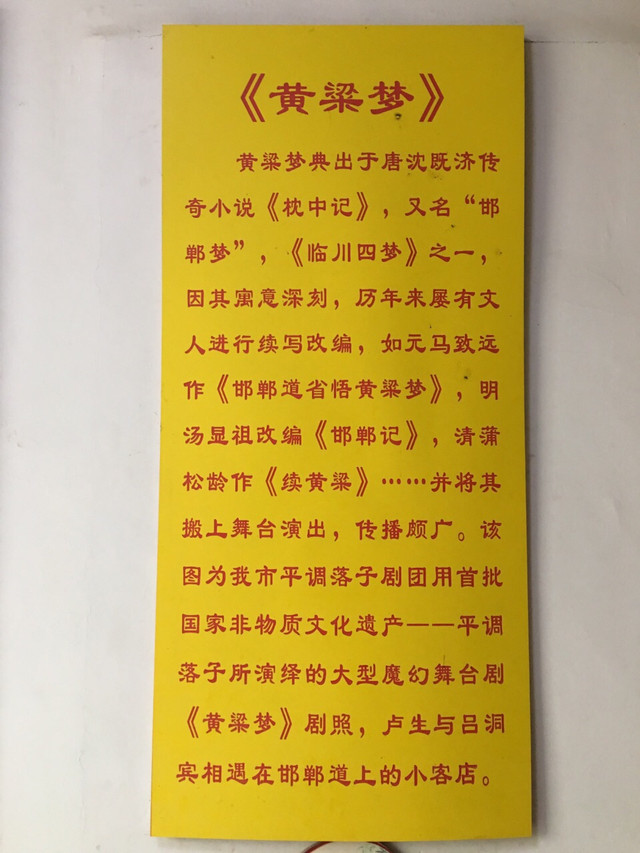 《黄粱梦》
黄粱梦典出于唐沈既济传
奇小说《枕中记》，又名“邯
郸梦”，《临川四梦》之一，
因其寓意深刻，历年来屡有文
人进行续写改编，如元马致远
作《邯郸道省悟黄粱梦》，明
汤显祖改编《邯郸记》，清蒲
松龄作《续黄粱》……并将其
搬上舞台演出，传播颇广。该
图为我市平调落子剧团用首批
国家非物质文化遗产——平调
落子所演绎的大型魔幻舞台剧
《黄粱梦》剧照，卢生与吕洞
宾相遇在邯郸道上的小客店。